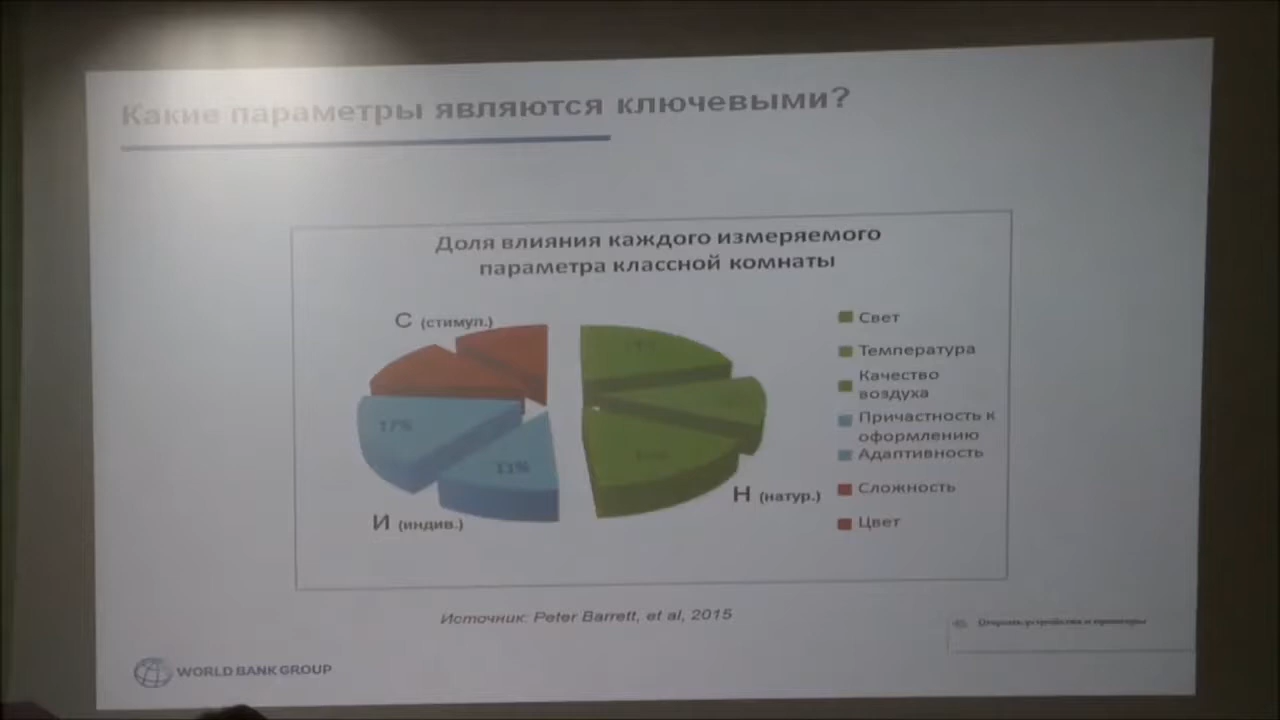 Какие параметры являются ключевыми?
Доля влияния каждого измеряемого
параметра классной комнаты
С (стимул.)
17%
11%
И (индив.)
Н (натур.)
Свет
Температура
Качество
воздуха
Причастность к
оформлению
Адаптивность
Сложность
Цвет
Источник: Peter Barrett, et al, 2015
WORLD BANK GROUP